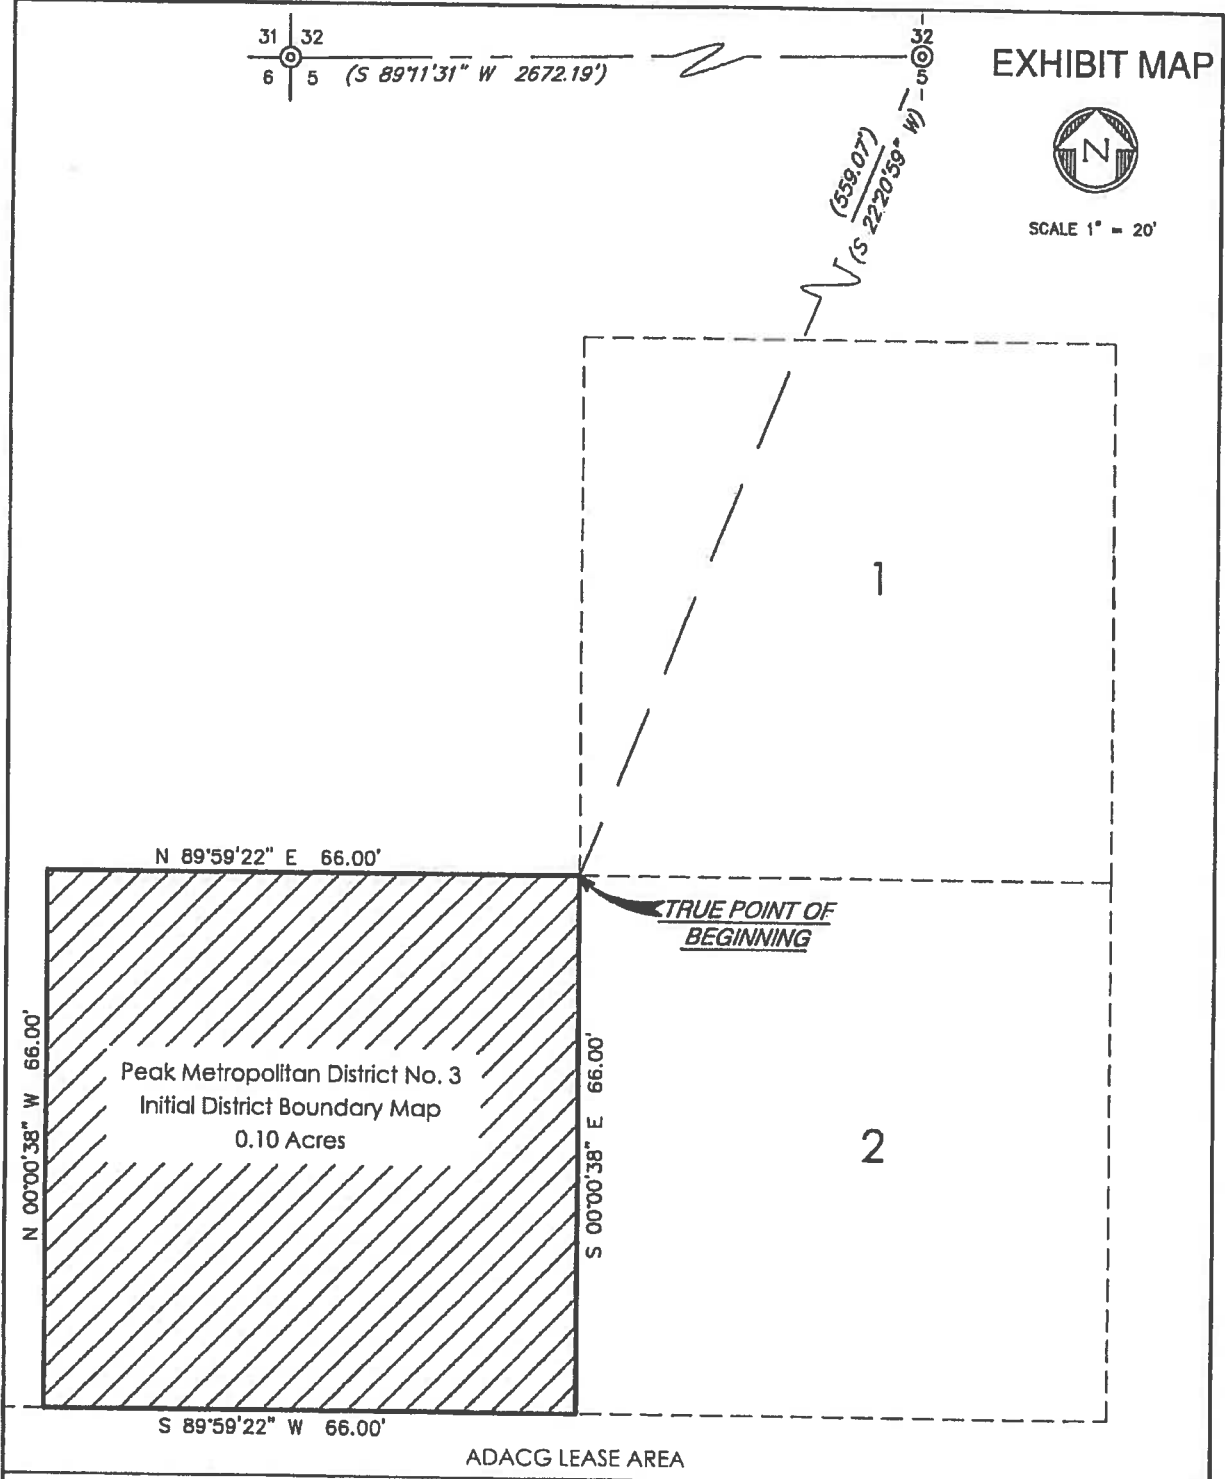 31 32
6 5
(S 89°11'31" W 2672.19')
32
5
EXHIBIT MAP
N
SCALE 1" = 20'
(559.07')
(S 22°20'59" W)
1
N 89°59'22" E 66.00'
TRUE POINT OF
BEGINNING
N 00°00'38" W 66.00'
Peak Metropolitan District No. 3
Initial District Boundary Map
0.10 Acres
S 00°00'38" E 66.00'
2
S 89°59'22" W 66.00'
ADACG LEASE AREA